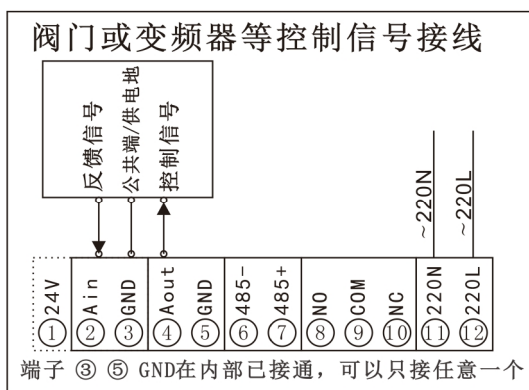 阀门或变频器等控制信号接线
反馈信号
公共端/供电地
控制信号
~220N
~220L
24V
Ain
GND
Aout
GND
485-
485+
NO
COM
NC
220N
220L
① ② ③ ④ ⑤ ⑥ ⑦ ⑧ ⑨ ⑩ ⑪ ⑫
端子 ③ ⑤ GND在内部已接通，可以只接任意一个